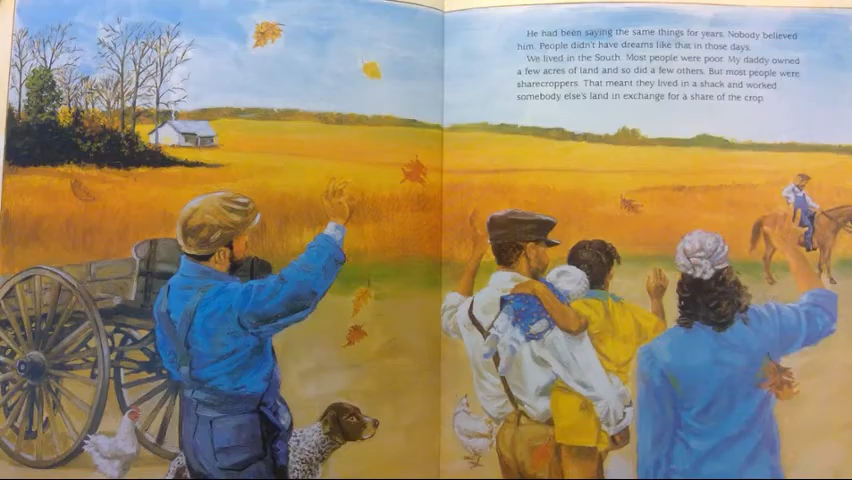 He had been saying the same things for years. Nobody believed
him. People didn't have dreams like that in those days.
We lived in the South. Most people were poor. My daddy owned
a few acres of land and so did a few others. But most people were
sharecroppers. That meant they lived in a shack and worked
somebody else's land in exchange for a share of the crop.